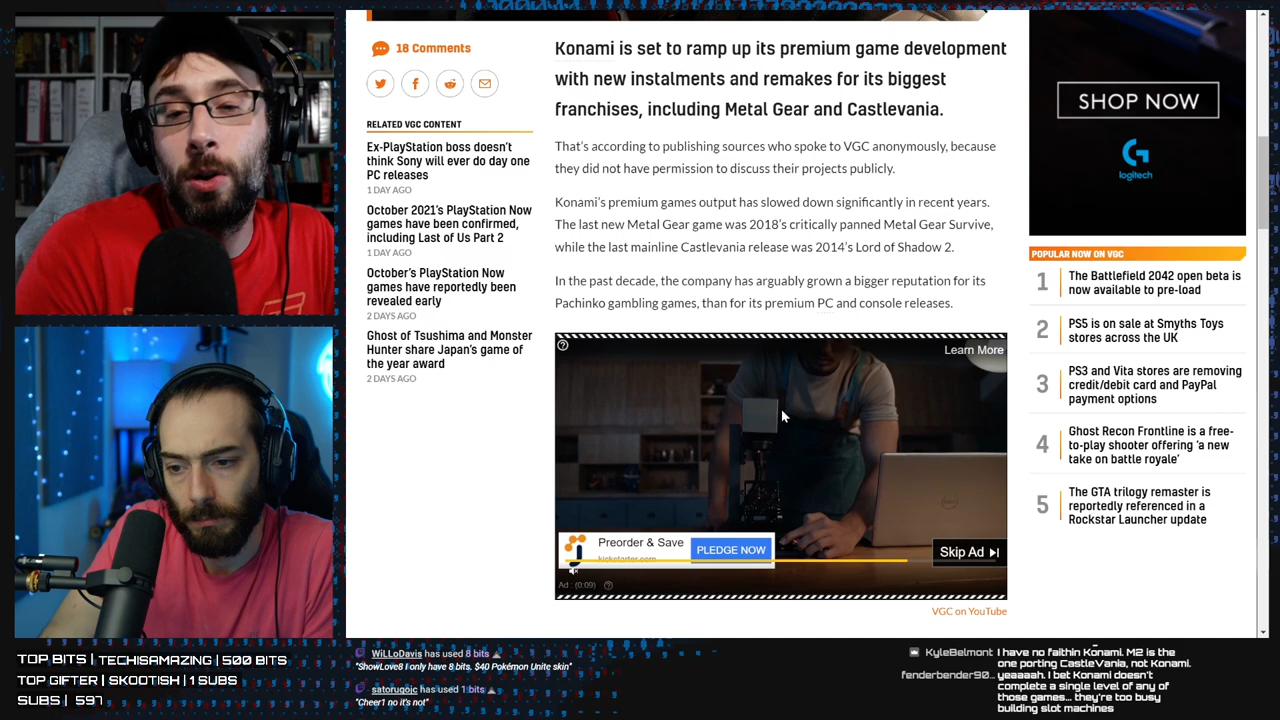 18 Comments
RELATED VGC CONTENT
Ex-PlayStation boss doesn't
think Sony will ever do day one
PC releases
1 DAY AGO
October 2021's PlayStation Now
games have been confirmed,
including Last of Us Part 2
1 DAY AGO
October's PlayStation Now
games have reportedly been
revealed early
2 DAYS AGO
Ghost of Tsushima and Monster
Hunter share Japan's game of
the year award
2 DAYS AGO
Konami is set to ramp up its premium game development
with new instalments and remakes for its biggest
franchises, including Metal Gear and Castlevania.
That's according to publishing sources who spoke to VGC anonymously, because
they did not have permission to discuss their projects publicly.
Konami's premium games output has slowed down significantly in recent years.
The last new Metal Gear game was 2018's critically panned Metal Gear Survive,
while the last mainline Castlevania release was 2014's Lord of Shadow 2.
In the past decade, the company has arguably grown a bigger reputation for its
Pachinko gambling games, than for its premium PC and console releases.
Learn More
Preorder & Save
kickstarter.com
PLEDGE NOW
Skip Ad
Ad : (0:09)
VGC on YouTube
SHOP NOW
logitech
POPULAR NOW ON VGC
1 The Battlefield 2042 open beta is
now available to pre-load
2 PS5 is on sale at Smyths Toys
stores across the UK
3 PS3 and Vita stores are removing
credit/debit card and PayPal
payment options
4 Ghost Recon Frontline is a free-
to-play shooter offering 'a new
take on battle royale'
5 The GTA trilogy remaster is
reportedly referenced in a
Rockstar Launcher update
TOP BITS | TECHISAMAZING | 500 BITS
TOP GIFTER | SKOOTISH | 1 SUBS
SUBS | 597
WiLLoDavis has used 8 bits
"ShowLove8 I only have 8 bits. $40 Pokémon Unite skin"
satorugojc has used 1 bits
"Cheer1 no it's not"
KyleBelmont I have no faithin Konami. M2 is the
one porting CastleVania, not Konami.
fenderbender90... yeaaaah. I bet Konami doesn't
complete a single level of any of
those games... they're too busy
building slot machines